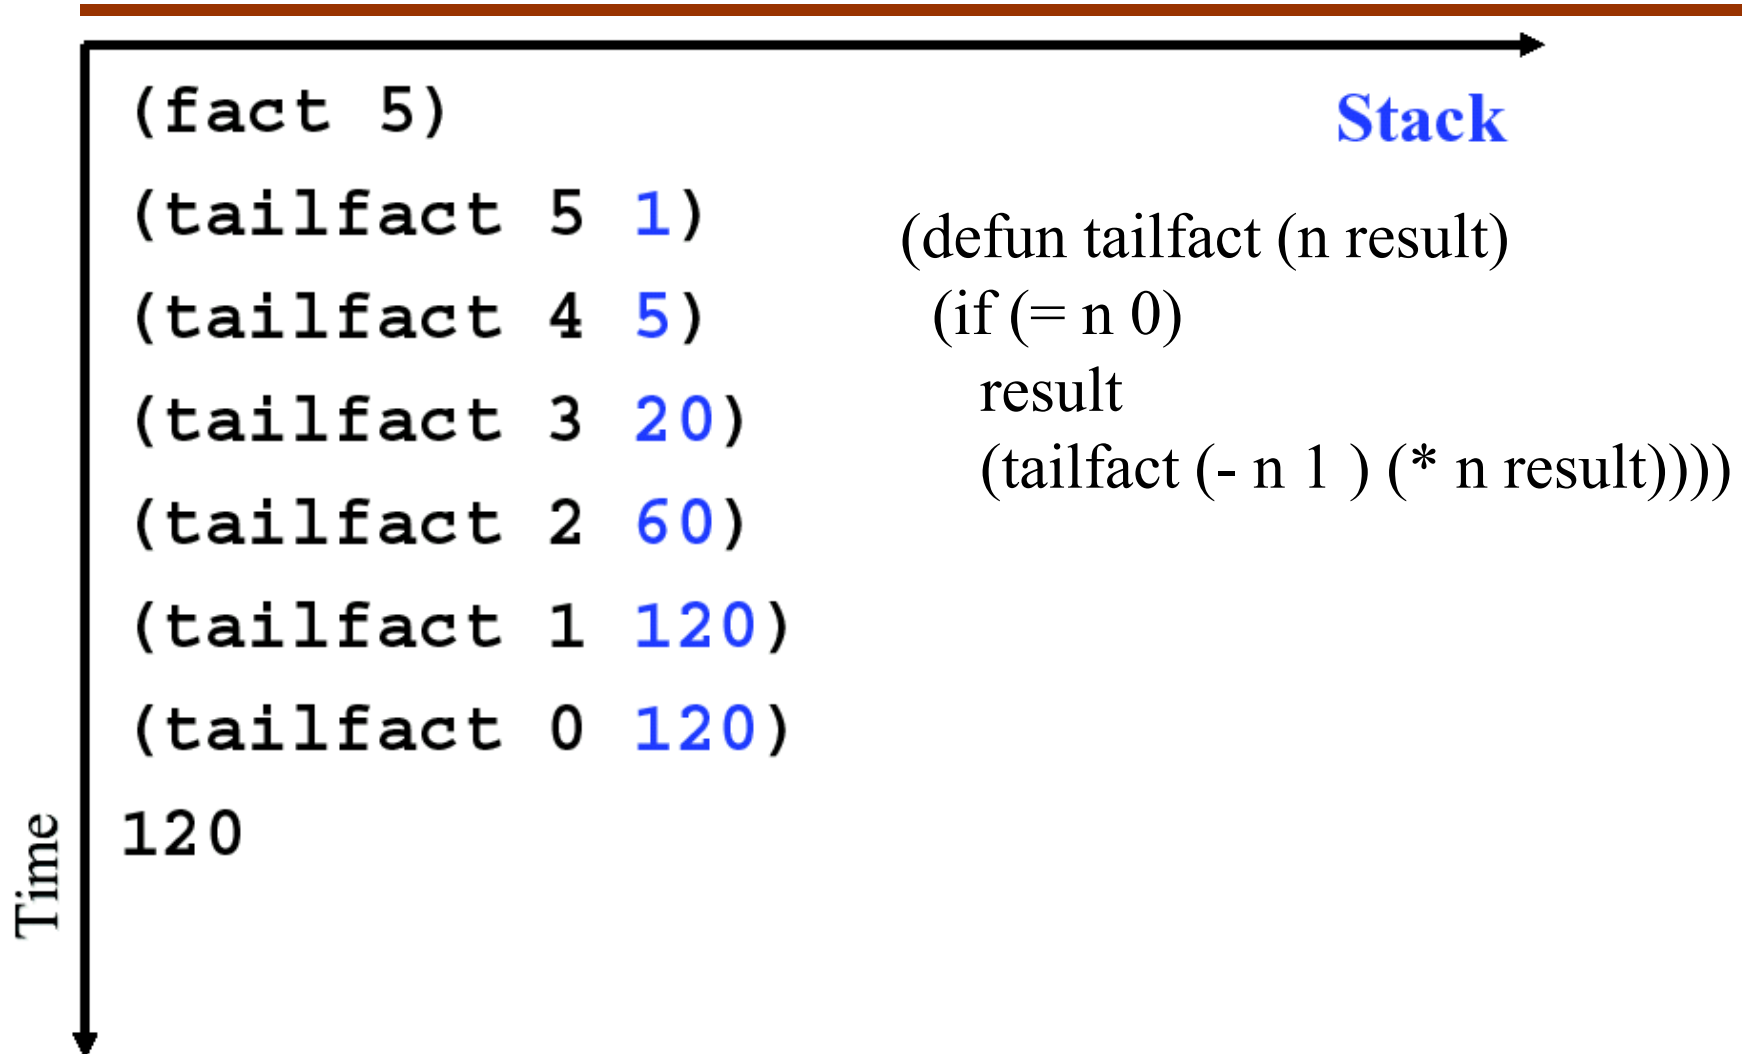 (fact 5)
Stack
(tailfact 5 1)
(tailfact 4 5)
(tailfact 3 20)
(tailfact 2 60)
(tailfact 1 120)
(tailfact 0 120)
120
(defun tailfact (n result)
(if (= n 0)
result
(tailfact (- n 1 ) (* n result))))
Time